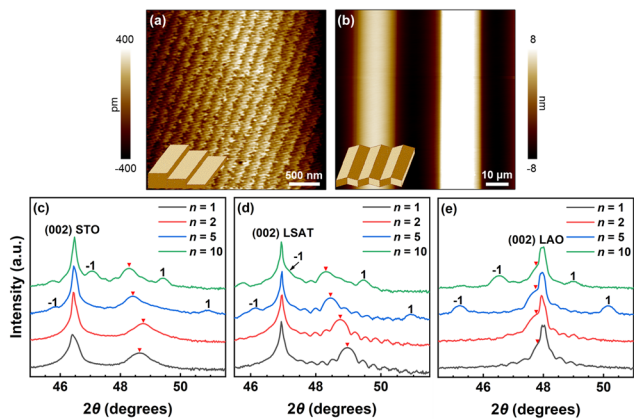 (a)
400
pm
-400
500 nm
(b)
8
nm
-8
10 μm
(c)
n = 1
n = 2
n = 5
n = 10
(002) STO
-1
1
-1
1
46
48
50
2θ (degrees)
Intensity (a.u.)
(d)
n = 1
n = 2
n = 5
n = 10
(002) LSAT
-1
1
-1
1
46
48
50
2θ (degrees)
(e)
n = 1
n = 2
n = 5
n = 10
(002) LAO
-1
1
-1
1
46
48
50
2θ (degrees)